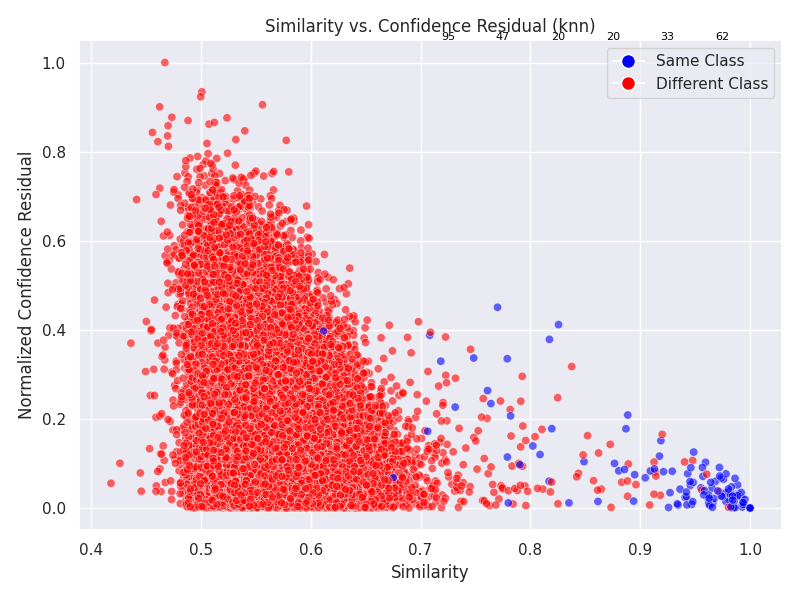 Similarity vs. Confidence Residual (knn)
95 47 20 20 33 62
Same Class
Different Class
Normalized Confidence Residual
1.0
0.8
0.6
0.4
0.2
0.0
0.4 0.5 0.6 0.7 0.8 0.9 1.0
Similarity